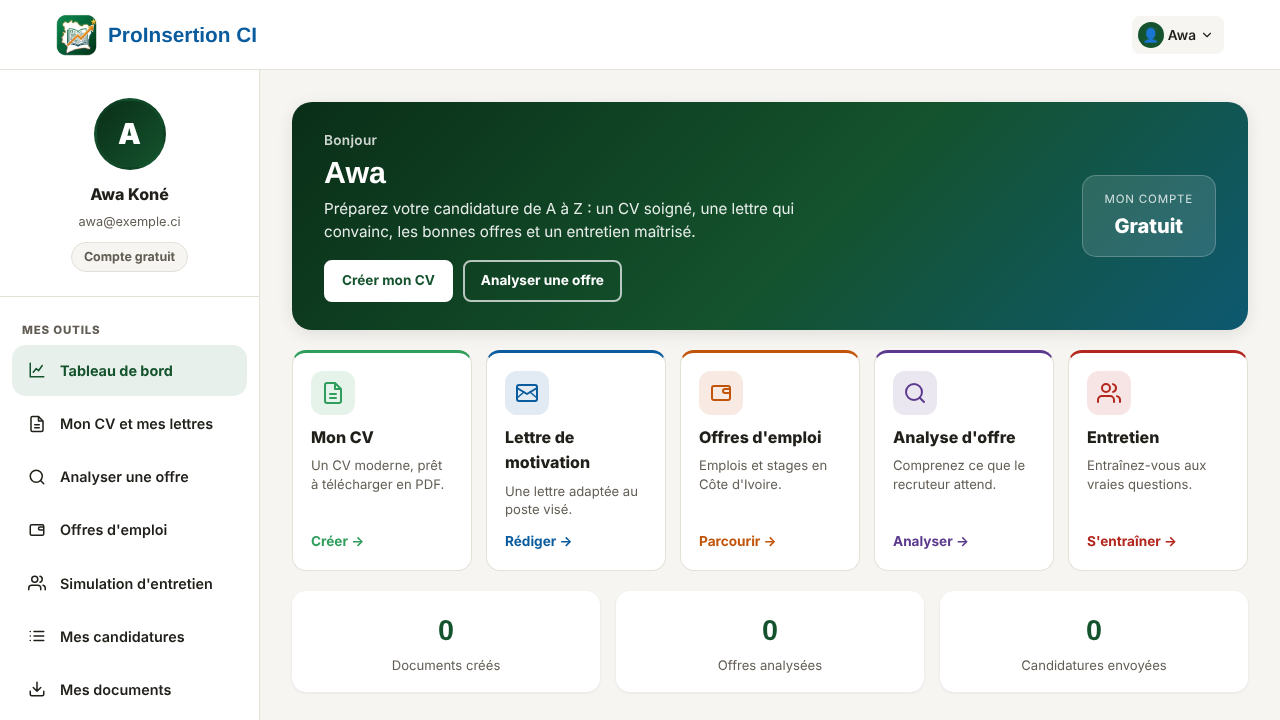 ProInsertion CI
Awa
A
Awa Koné
awa@exemple.ci
Compte gratuit
MES OUTILS
Tableau de bord
Mon CV et mes lettres
Analyser une offre
Offres d'emploi
Simulation d'entretien
Mes candidatures
Mes documents
Bonjour
Awa
Préparez votre candidature de A à Z : un CV soigné, une lettre qui
convainc, les bonnes offres et un entretien maîtrisé.
Créer mon CV
Analyser une offre
MON COMPTE
Gratuit
Mon CV
Un CV moderne, prêt
à télécharger en PDF.
Créer →
Lettre de
motivation
Une lettre adaptée au
poste visé.
Rédiger →
Offres d'emploi
Emplois et stages en
Côte d'Ivoire.
Parcourir →
Analyse d'offre
Comprenez ce que le
recruteur attend.
Analyser →
Entretien
Entraînez-vous aux
vraies questions.
S'entraîner →
0
Documents créés
0
Offres analysées
0
Candidatures envoyées